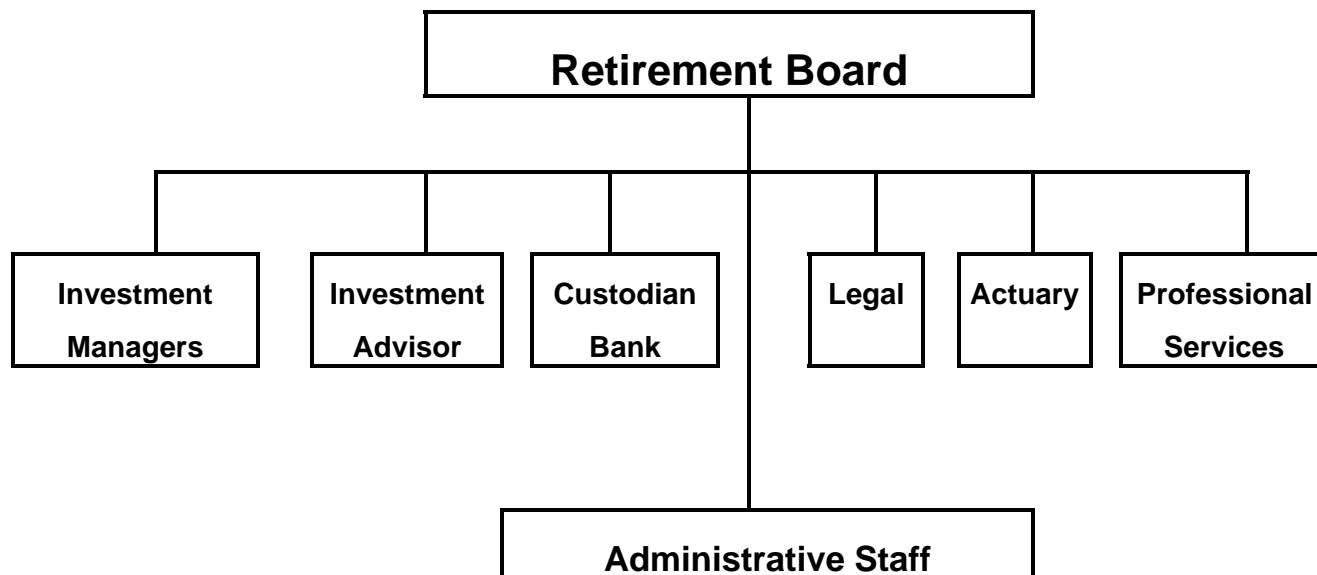 Retirement Board
Investment
Managers
Investment
Advisor
Custodian
Bank
Legal
Actuary
Professional
Services
Administrative Staff